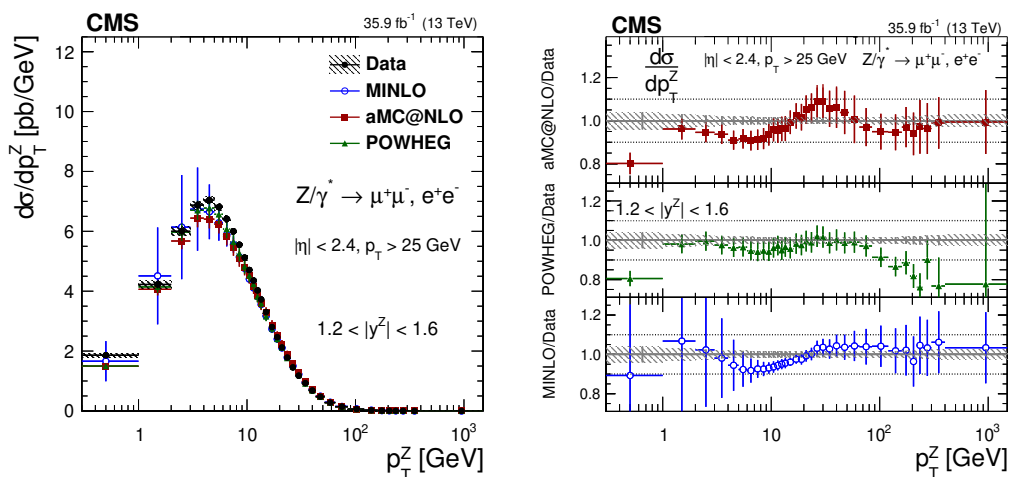 CMS
35.9 fb⁻¹ (13 TeV)
dσ/dp_T^Z [pb/GeV]
12
10
8
6
4
2
0
Data
MINLO
aMC@NLO
POWHEG
Z/γ* → μ⁺μ⁻, e⁺e⁻
|η| < 2.4, p_T > 25 GeV
1.2 < |y^Z| < 1.6
1
10
10²
10³
p_T^Z [GeV]
CMS
35.9 fb⁻¹ (13 TeV)
aMC@NLO/Data
1.2
1.0
0.8
dσ
dp_T^Z
|η| < 2.4, p_T > 25 GeV Z/γ* → μ⁺μ⁻, e⁺e⁻
POWHEG/Data
1.2
1.0
0.8
1.2 < |y^Z| < 1.6
MINLO/Data
1.2
1.0
0.8
1
10
10²
10³
p_T^Z [GeV]